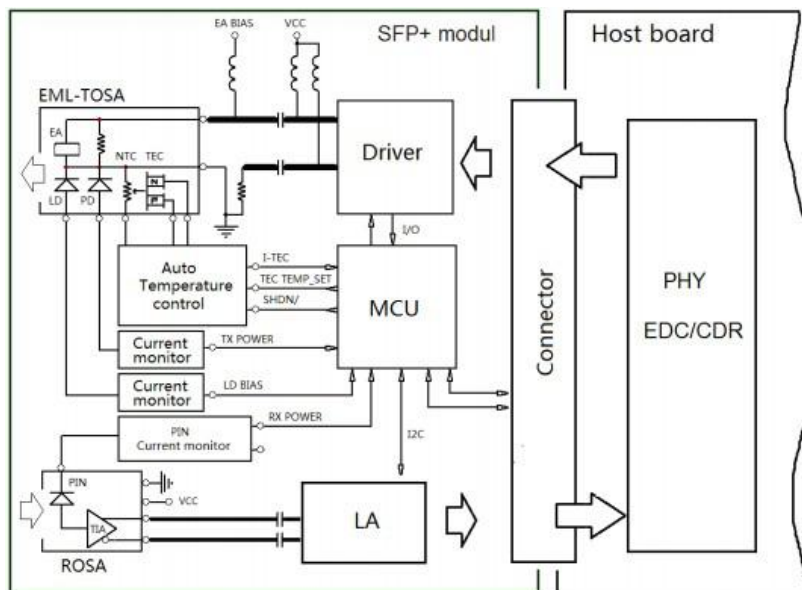 EA BIAS
VCC
SFP+ modul
Host board
EML-TOSA
EA
NTC TEC
N
P
LD
PD
Driver
I/O
Auto
Temperature
control
I-TEC
TEC TEMP_SET
SHDN/
MCU
Connector
PHY
EDC/CDR
Current
monitor
TX POWER
Current
monitor
LD BIAS
RX POWER
PIN
Current monitor
I2C
PIN
VCC
TIA
LA
ROSA